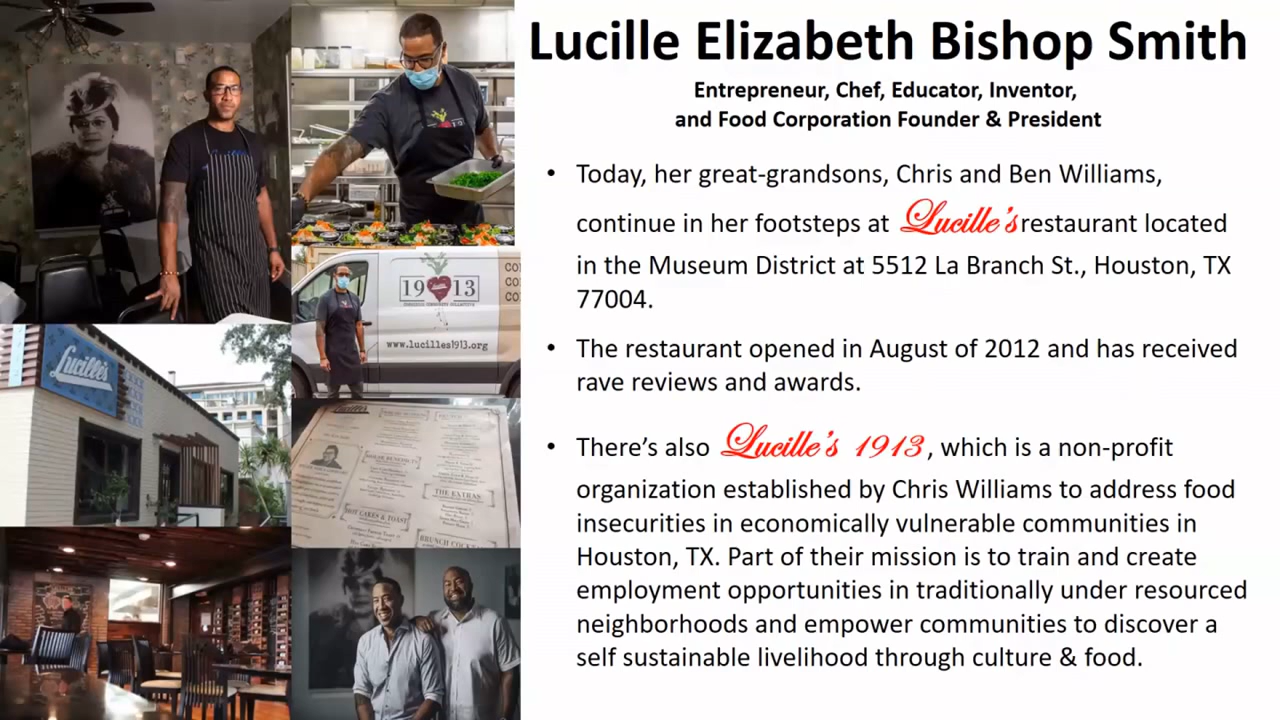 Lucille Elizabeth Bishop Smith
Entrepreneur, Chef, Educator, Inventor,
and Food Corporation Founder & President
• Today, her great-grandsons, Chris and Ben Williams,
continue in her footsteps at Lucille's restaurant located
in the Museum District at 5512 La Branch St., Houston, TX
77004.
• The restaurant opened in August of 2012 and has received
rave reviews and awards.
• There's also Lucille's 1913, which is a non-profit
organization established by Chris Williams to address food
insecurities in economically vulnerable communities in
Houston, TX. Part of their mission is to train and create
employment opportunities in traditionally under resourced
neighborhoods and empower communities to discover a
self sustainable livelihood through culture & food.
1913
www.lucilles1913.org
Lucille's
Lucille's
THE EXTRAS
HOT CAKES & TOAST